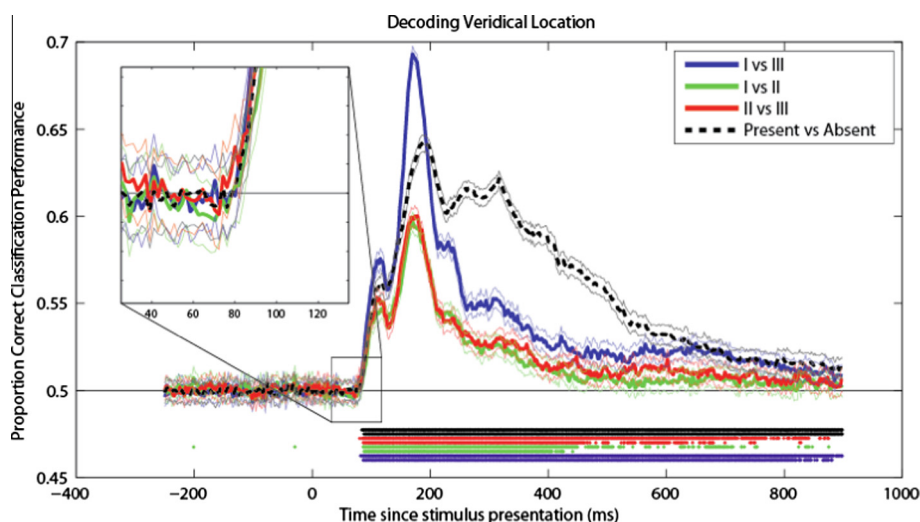 Decoding Veridical Location
Proportion Correct Classification Performance
0.7
0.65
0.6
0.55
0.5
0.45
−400
−200
0
200
400
600
800
1000
Time since stimulus presentation (ms)
40
60
80
100
120
I vs III
I vs II
II vs III
Present vs Absent